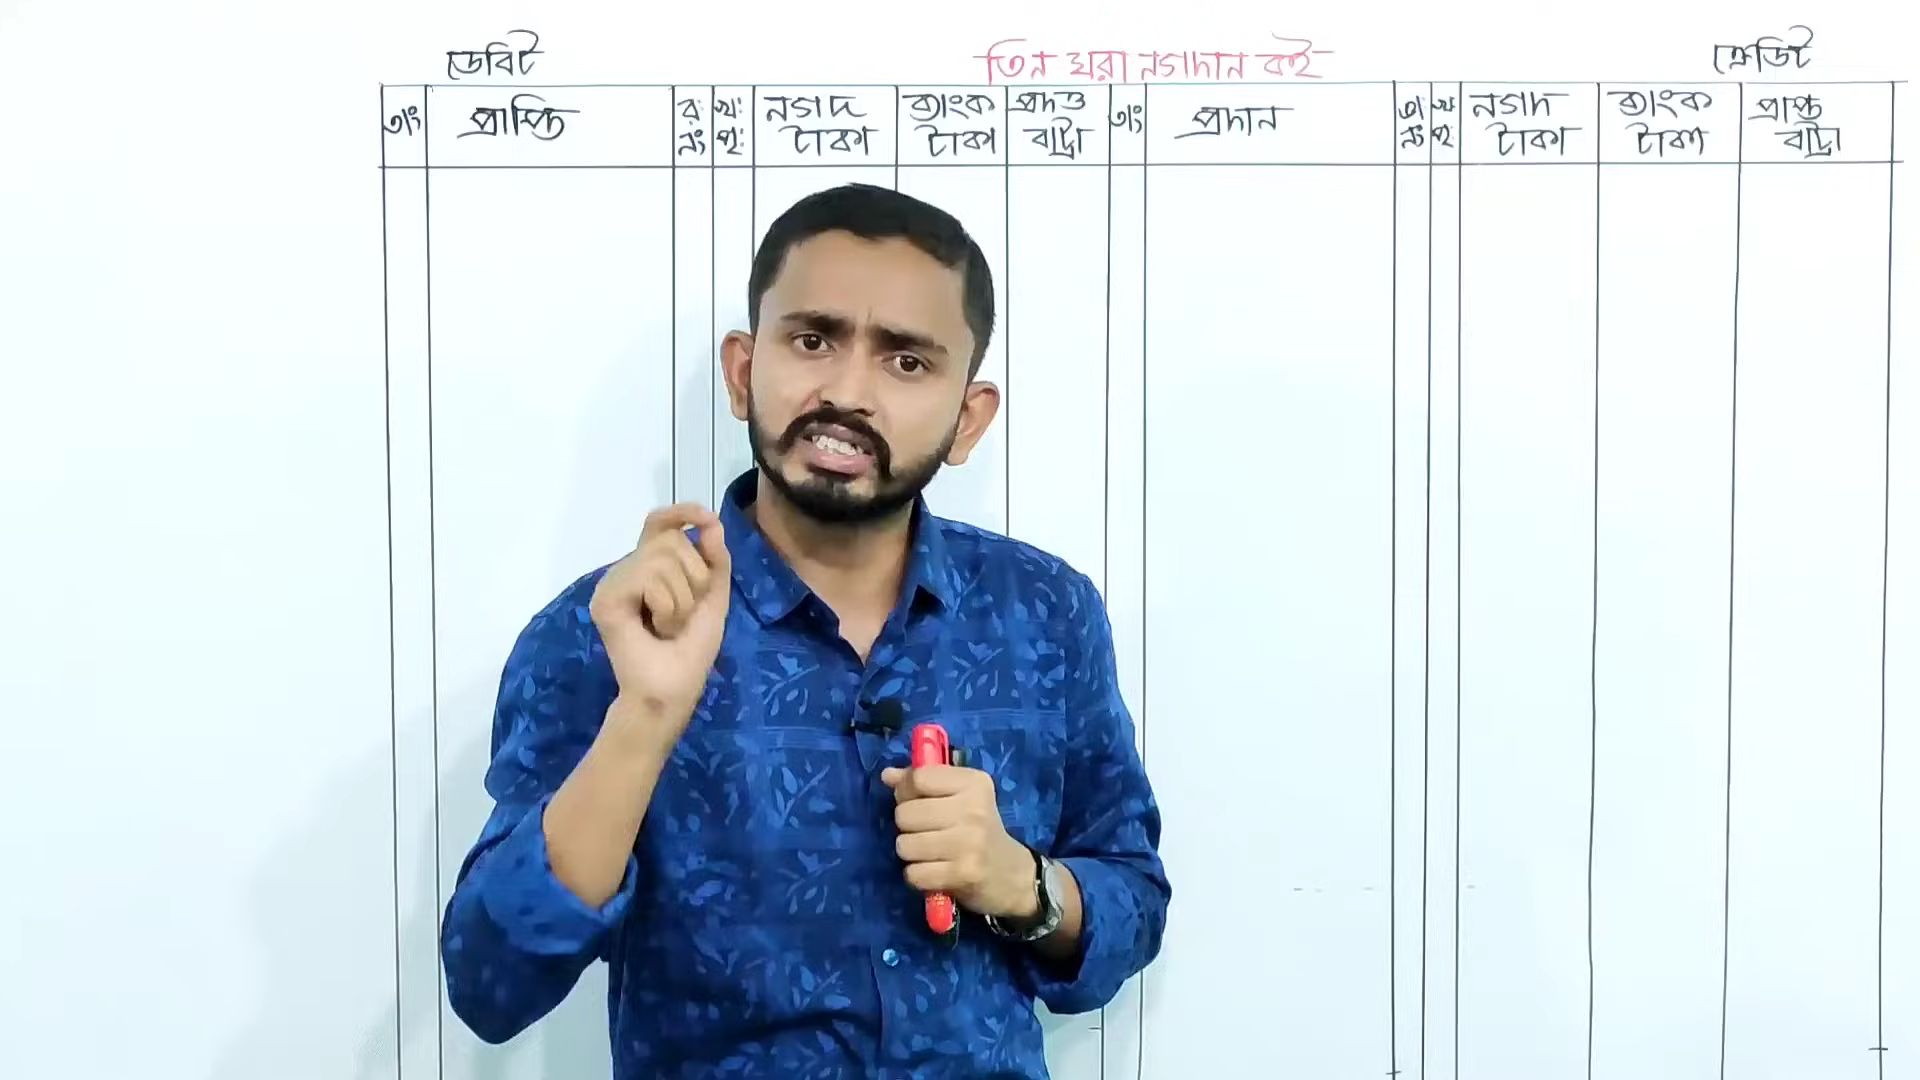 ডেবিট
তিন ঘরা নগদান বই
ক্রেডিট
তাং
প্রাপ্তি
র: নং
খ: পৃ:
নগদ টাকা
ব্যাংক টাকা
প্রদত্ত বাট্টা
তাং
প্রদান
ভা নং
খ: পৃ:
নগদ টাকা
ব্যাংক টাকা
প্রাপ্ত বাট্টা